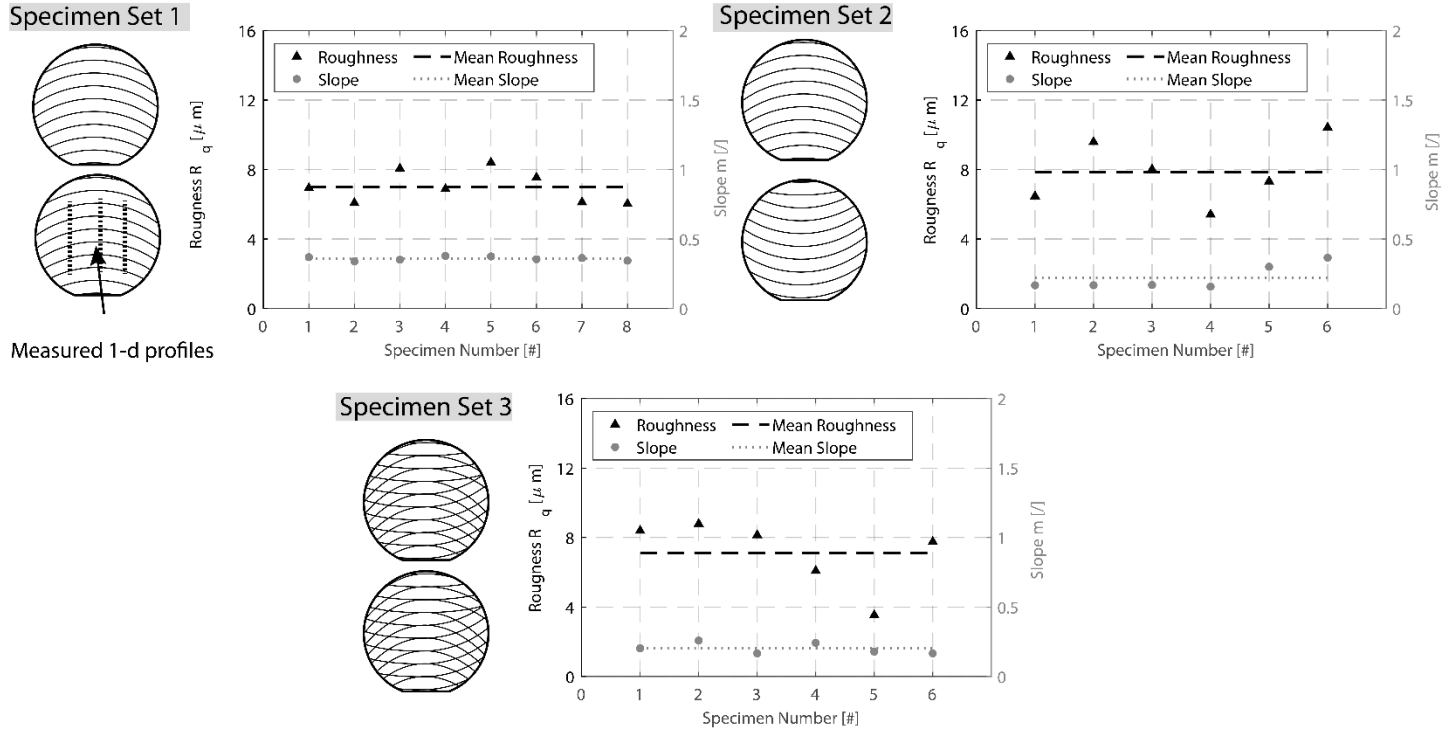 Specimen Set 1
Rougness R q [μ m]
16
12
8
4
0
Roughness
Mean Roughness
Slope
Mean Slope
2
1.5
1
0.5
0
Slope m [/]
0 1 2 3 4 5 6 7 8
Specimen Number [#]
Measured 1-d profiles
Specimen Set 2
Rougness R q [μ m]
16
12
8
4
0
Roughness
Mean Roughness
Slope
Mean Slope
2
1.5
1
0.5
0
Slope m [/]
0 1 2 3 4 5 6
Specimen Number [#]
Specimen Set 3
Rougness R q [μ m]
16
12
8
4
0
Roughness
Mean Roughness
Slope
Mean Slope
2
1.5
1
0.5
0
Slope m [/]
0 1 2 3 4 5 6
Specimen Number [#]